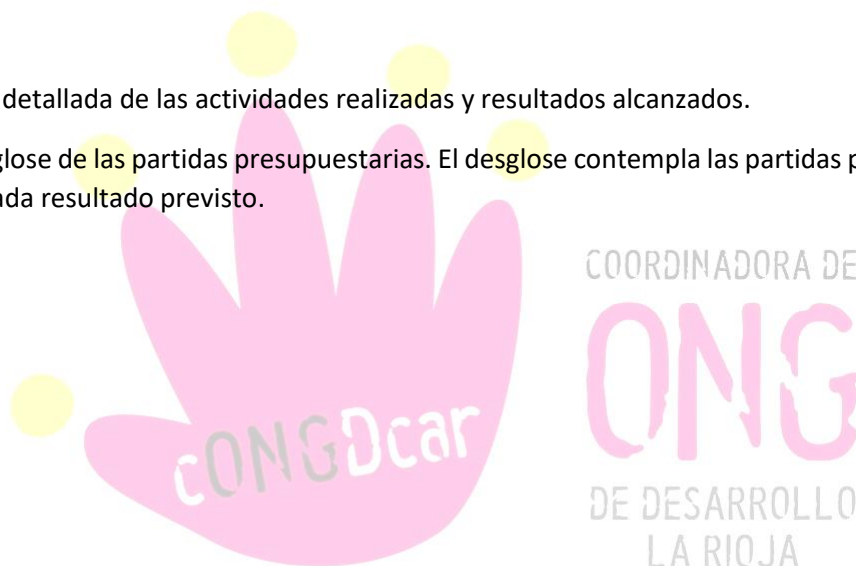 detallada de las actividades realizadas y resultados alcanzados.
glose de las partidas presupuestarias. El desglose contempla las partidas p
ada resultado previsto.
COORDINADORA DE
ONG
cONGDcar
DE DESARROLLO
LA RIOJA